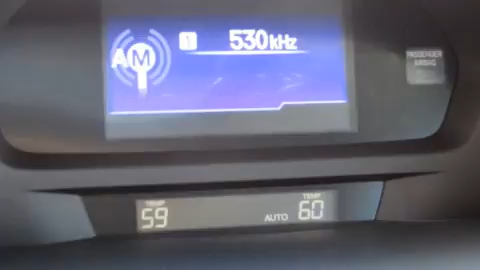 AM 1 530kHz
PASSENGER
AIRBAG
TEMP TEMP
59 AUTO 60